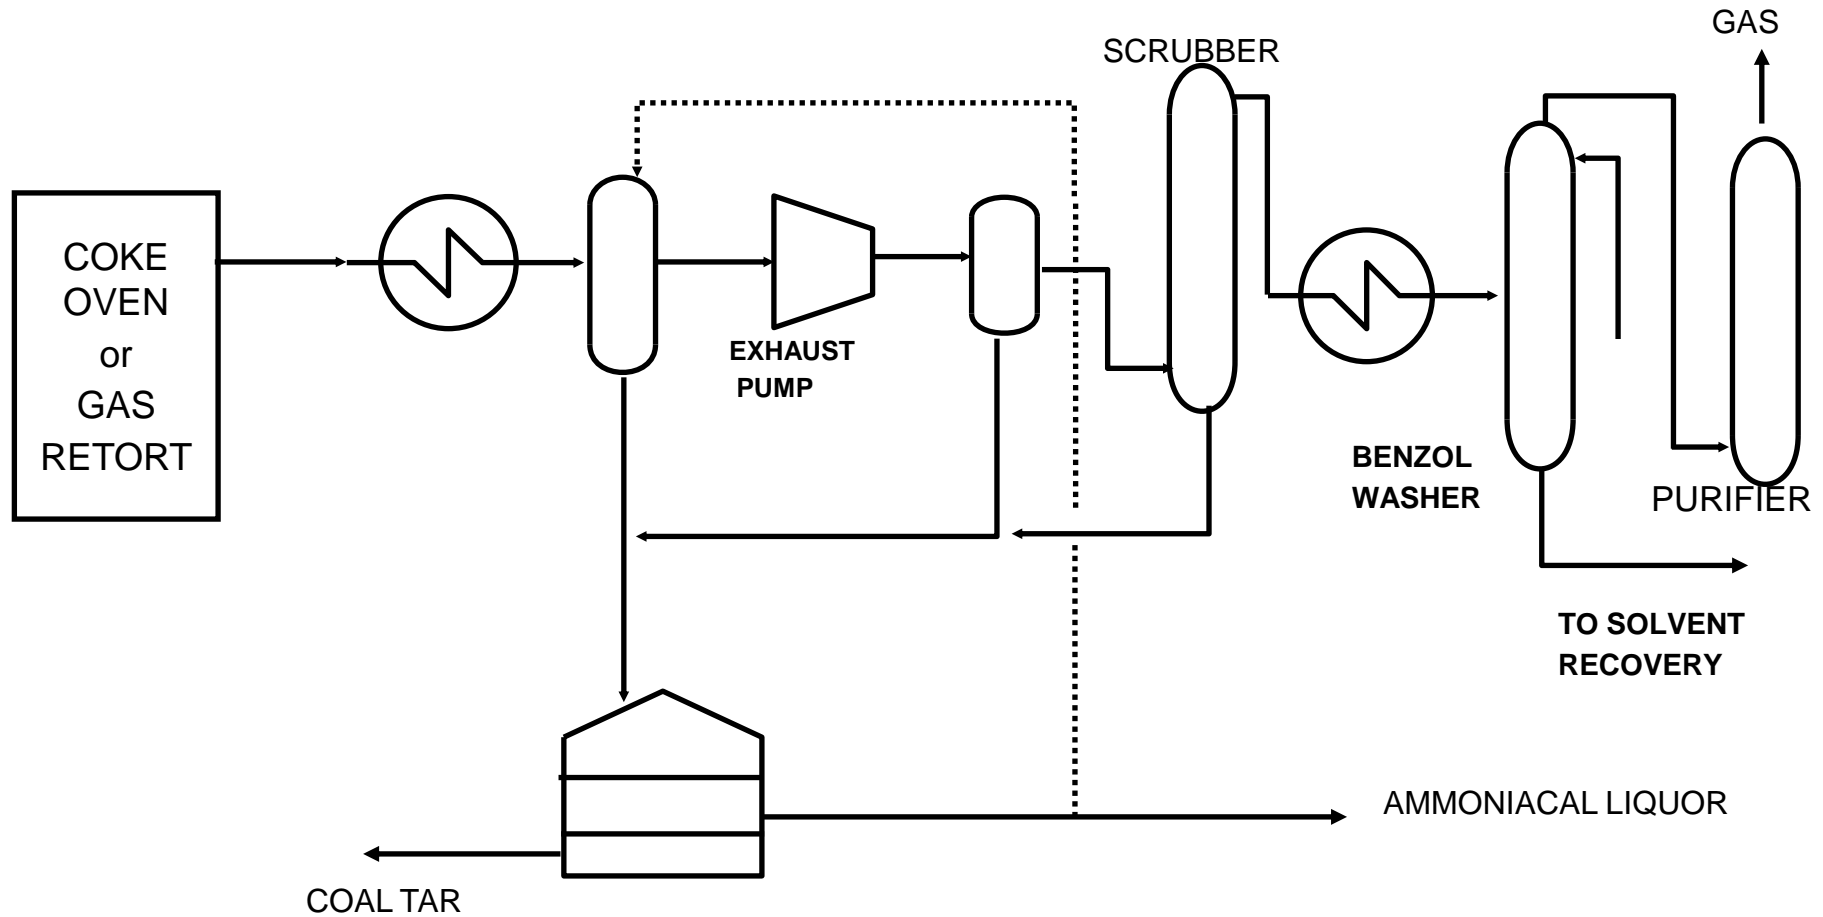 GAS
SCRUBBER
COKE
OVEN
or
GAS
RETORT
EXHAUST
PUMP
BENZOL
WASHER
PURIFIER
TO SOLVENT
RECOVERY
AMMONIACAL LIQUOR
COAL TAR